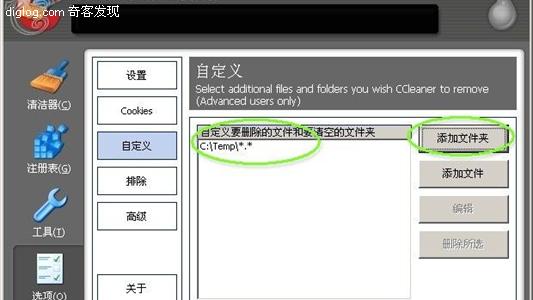 diglog.com 奇客发现
清洁器(C)
注册表(G)
工具(T)
选项(O)
设置
Cookies
自定义
排除
高级
关于
自定义
Select additional files and folders you wish CCleaner to remove
(Advanced users only)
自定义要删除的文件和要清空的文件夹
C:\Temp\*.*
添加文件夹
添加文件
编辑
删除所选